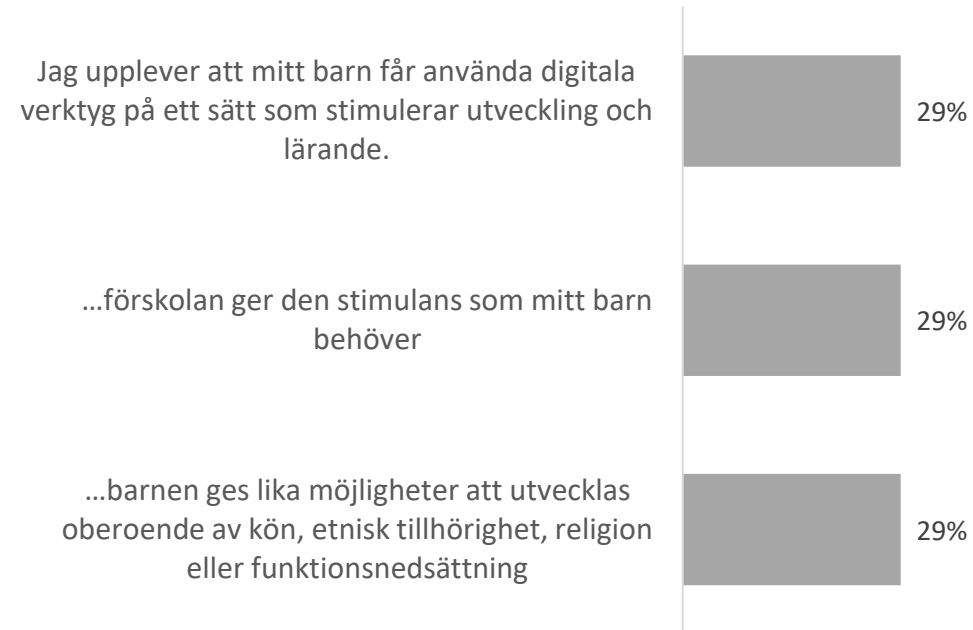 Jag upplever att mitt barn får använda digitala
verktyg på ett sätt som stimulerar utveckling och
lärande.
29%
…förskolan ger den stimulans som mitt barn
behöver
29%
…barnen ges lika möjligheter att utvecklas
oberoende av kön, etnisk tillhörighet, religion
eller funktionsnedsättning
29%